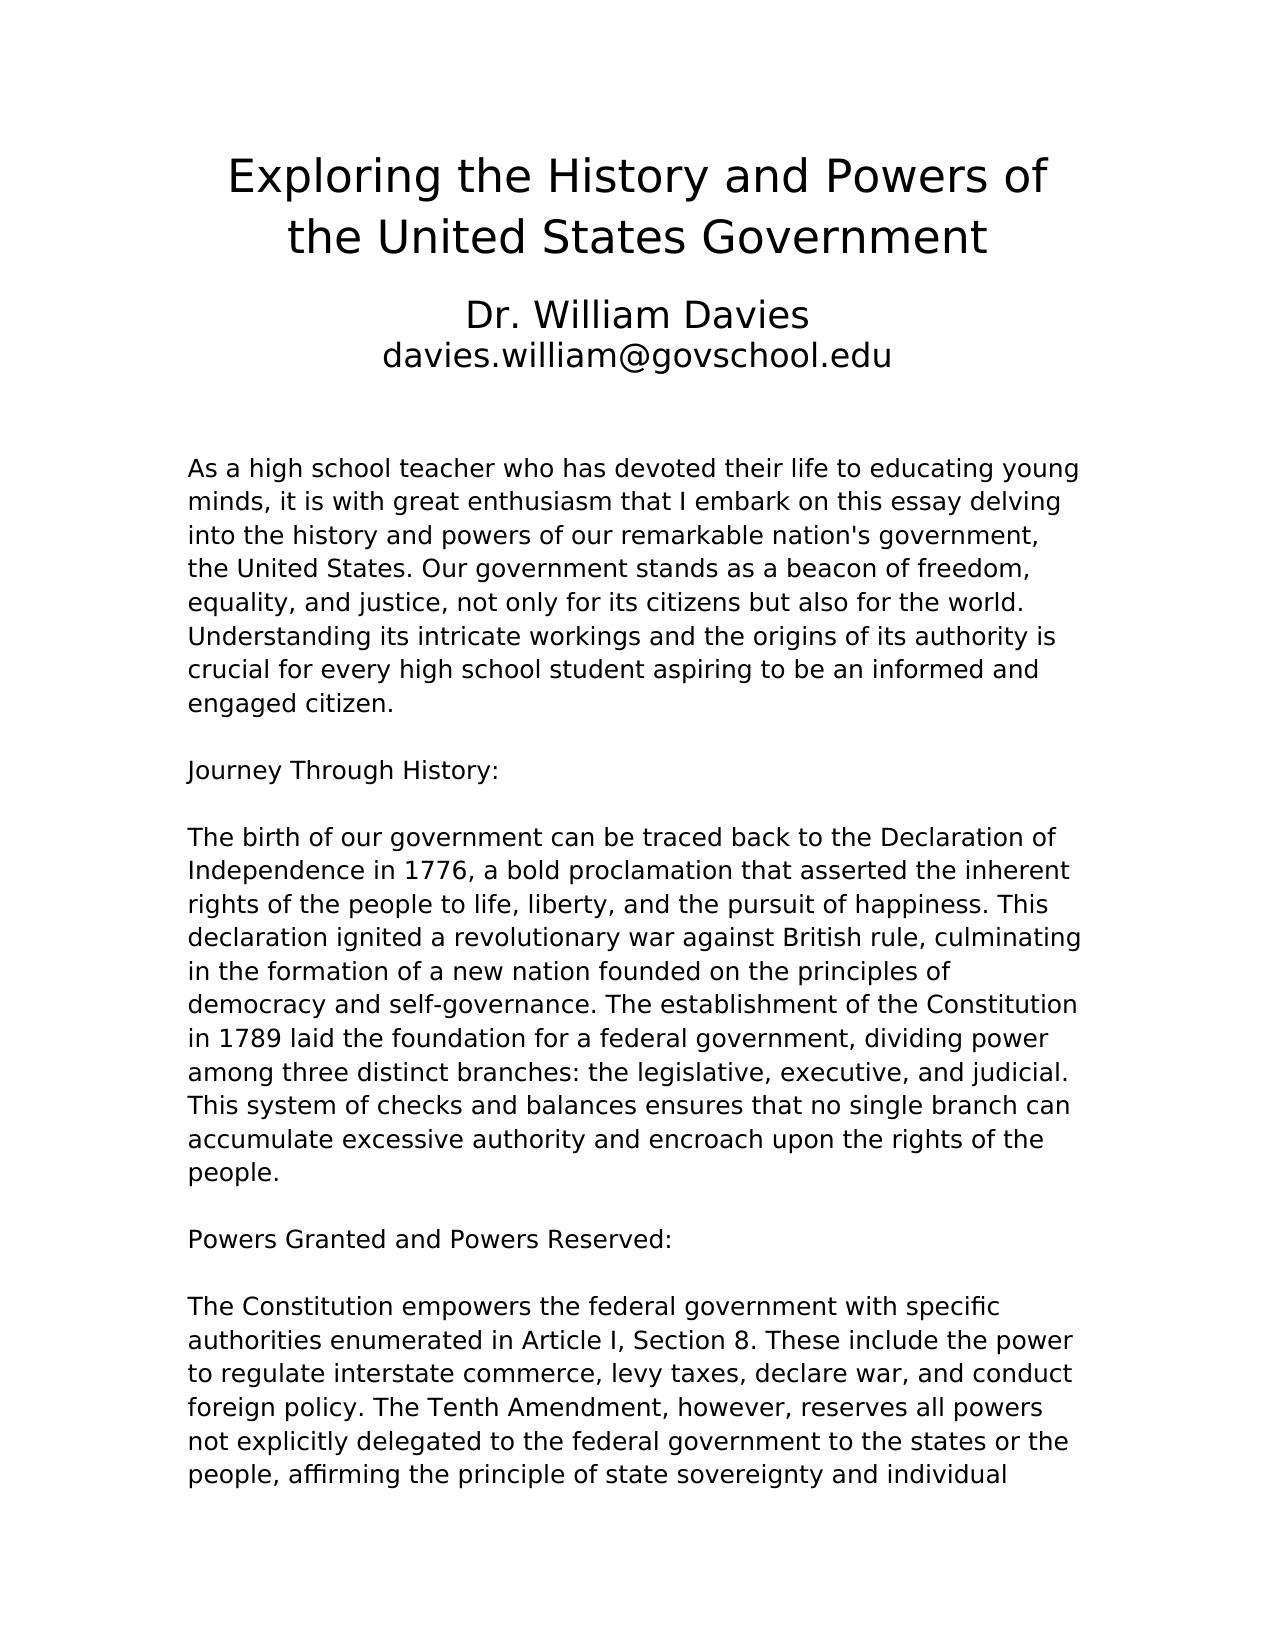 Exploring the History and Powers of
the United States Government
Dr. William Davies
davies.william@govschool.edu
As a high school teacher who has devoted their life to educating young
minds, it is with great enthusiasm that I embark on this essay delving
into the history and powers of our remarkable nation's government,
the United States. Our government stands as a beacon of freedom,
equality, and justice, not only for its citizens but also for the world.
Understanding its intricate workings and the origins of its authority is
crucial for every high school student aspiring to be an informed and
engaged citizen.
Journey Through History:
The birth of our government can be traced back to the Declaration of
Independence in 1776, a bold proclamation that asserted the inherent
rights of the people to life, liberty, and the pursuit of happiness. This
declaration ignited a revolutionary war against British rule, culminating
in the formation of a new nation founded on the principles of
democracy and self-governance. The establishment of the Constitution
in 1789 laid the foundation for a federal government, dividing power
among three distinct branches: the legislative, executive, and judicial.
This system of checks and balances ensures that no single branch can
accumulate excessive authority and encroach upon the rights of the
people.
Powers Granted and Powers Reserved:
The Constitution empowers the federal government with specific
authorities enumerated in Article I, Section 8. These include the power
to regulate interstate commerce, levy taxes, declare war, and conduct
foreign policy. The Tenth Amendment, however, reserves all powers
not explicitly delegated to the federal government to the states or the
people, affirming the principle of state sovereignty and individual